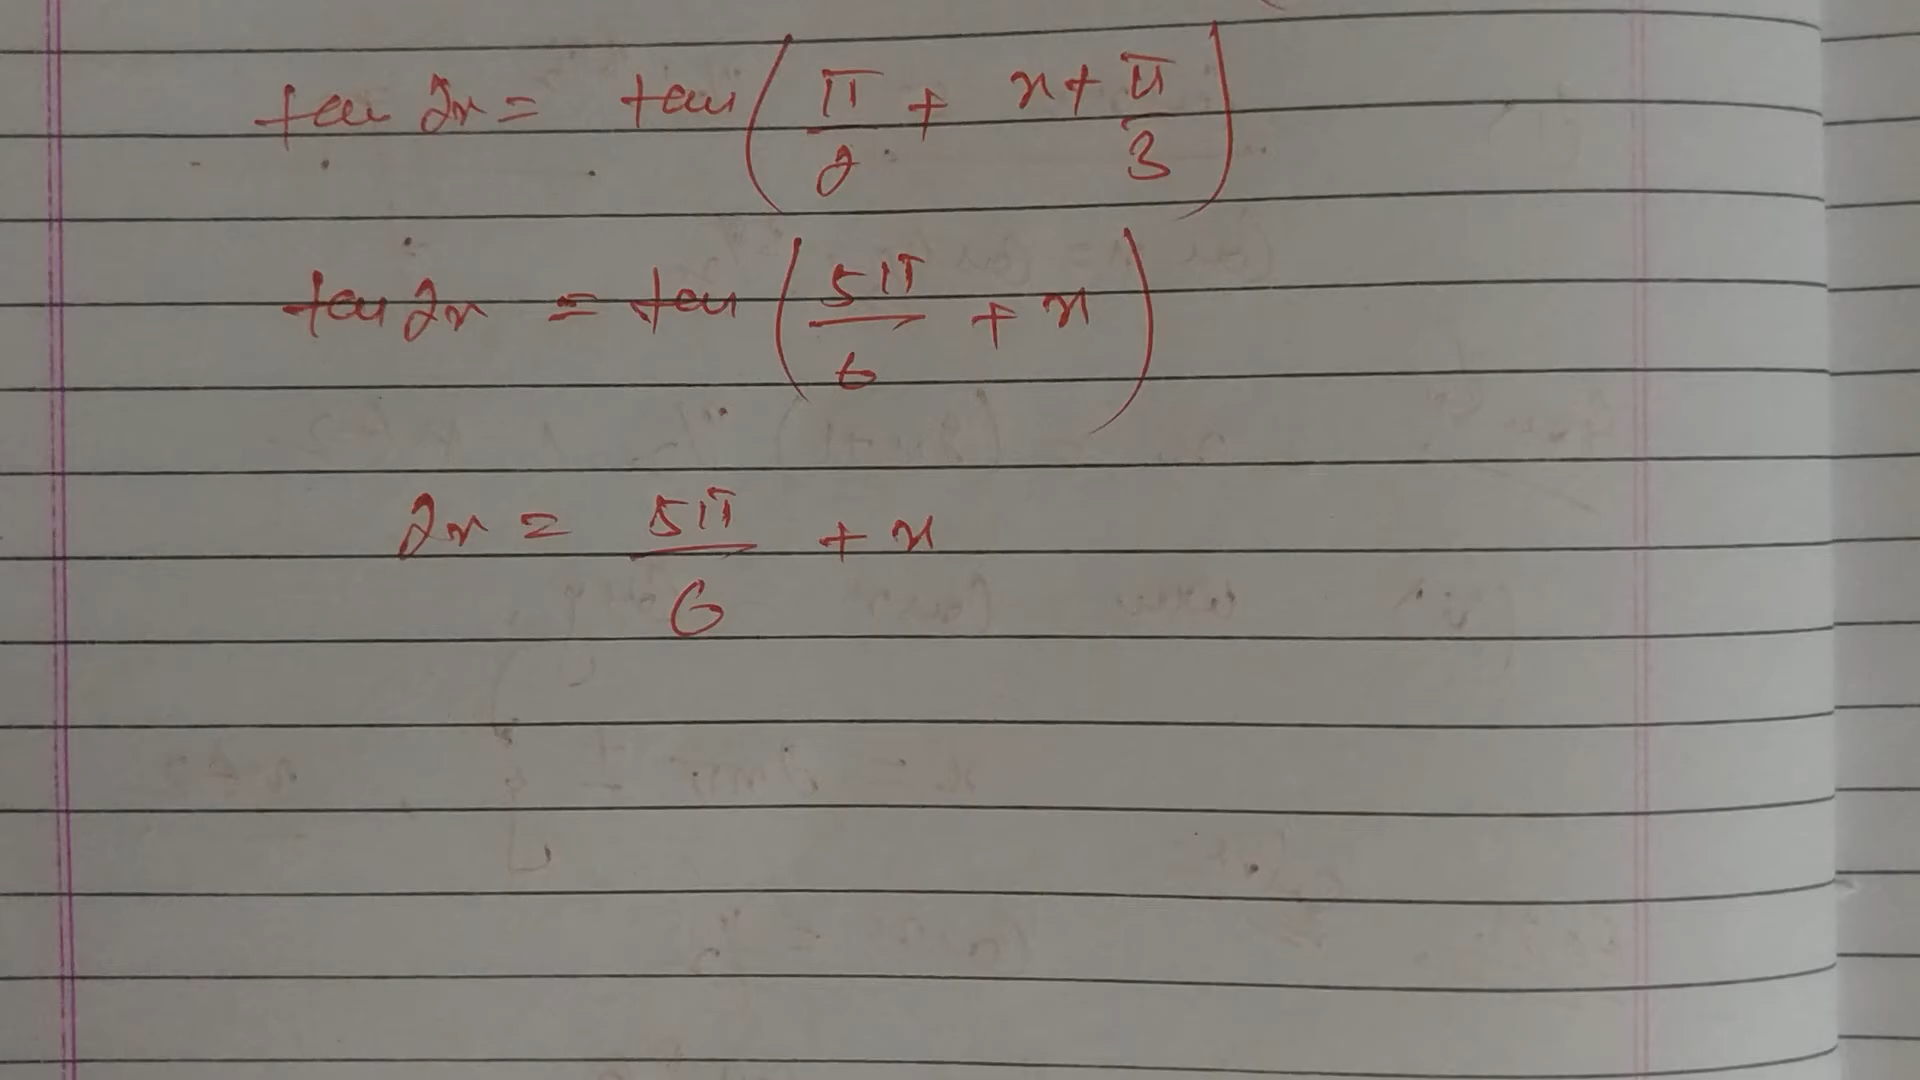 tan 2x = tan(π/2 + x + π/3)
tan 2x = tan(5π/6 + x)
2x = 5π/6 + x